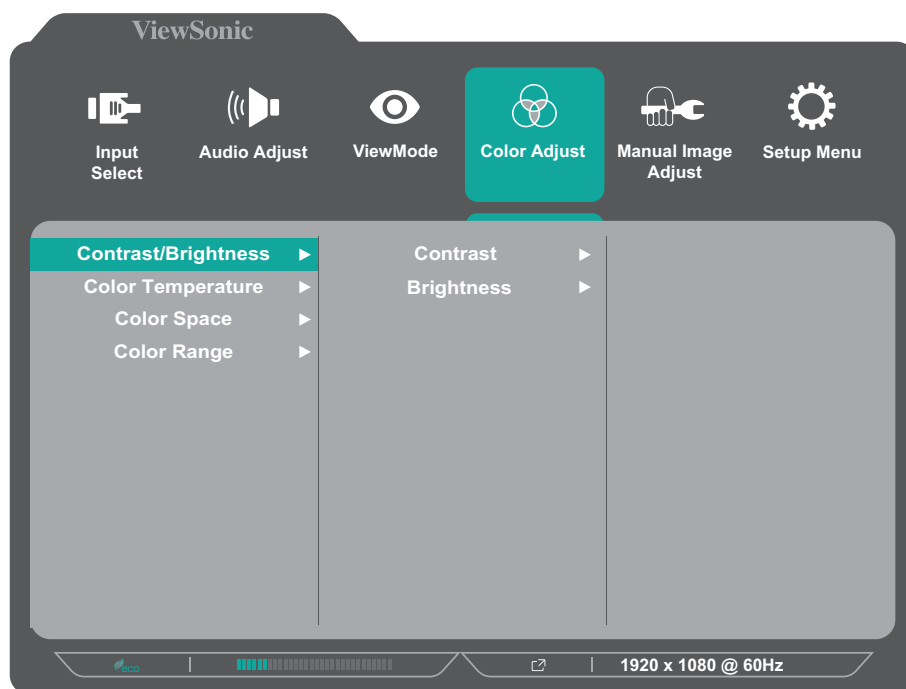 ViewSonic
Input
Select
Audio Adjust
ViewMode
Color Adjust
Manual Image
Adjust
Setup Menu
Contrast/Brightness
Color Temperature
Color Space
Color Range
Contrast
Brightness
eco
1920 x 1080 @ 60Hz